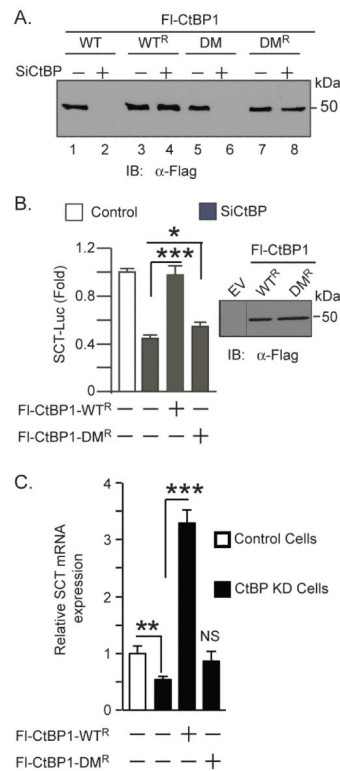 A.
Fl-CtBP1
WT WTR DM DMR
SiCtBP − + − + − + − + kDa
50
1 2 3 4 5 6 7 8
IB: α-Flag
B.
Control SiCtBP
SCT-Luc (Fold)
1.2
0.8
0.4
0
*
***
Fl-CtBP1-WTR − − + −
Fl-CtBP1-DMR − − − +
Fl-CtBP1
EV WTR DMR kDa
50
IB: α-Flag
C.
Relative SCT mRNA
expression
4
3
2
1
0
**
***
NS
Control Cells
CtBP KD Cells
Fl-CtBP1-WTR − − + −
Fl-CtBP1-DMR − − − +